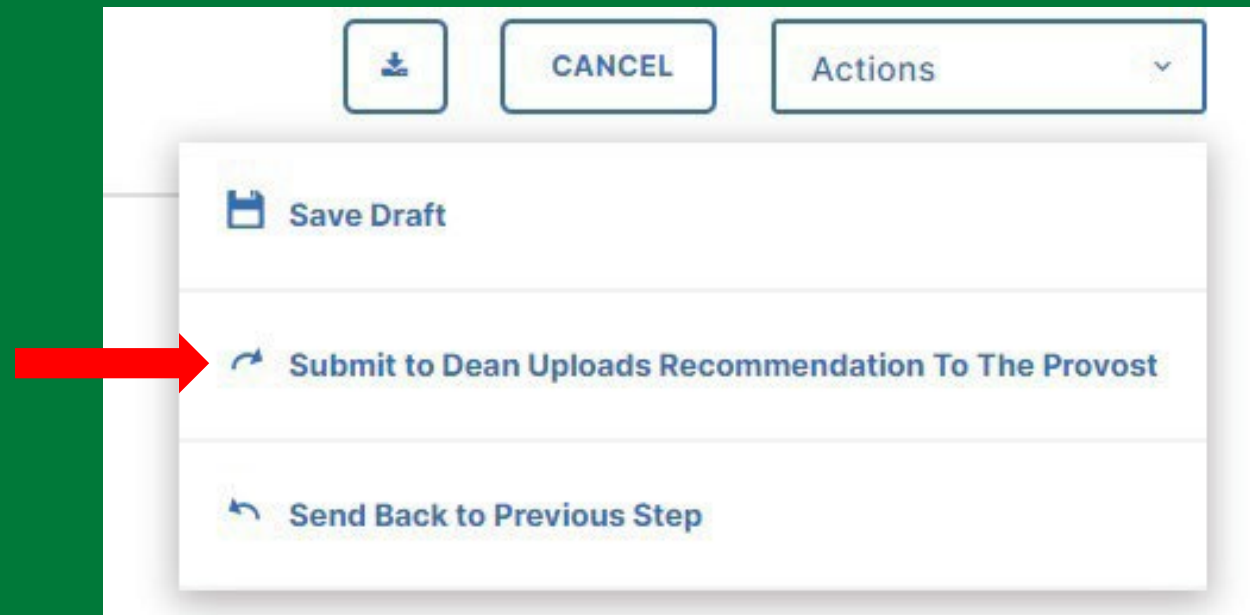 CANCEL
Actions
Save Draft
Submit to Dean Uploads Recommendation To The Provost
Send Back to Previous Step